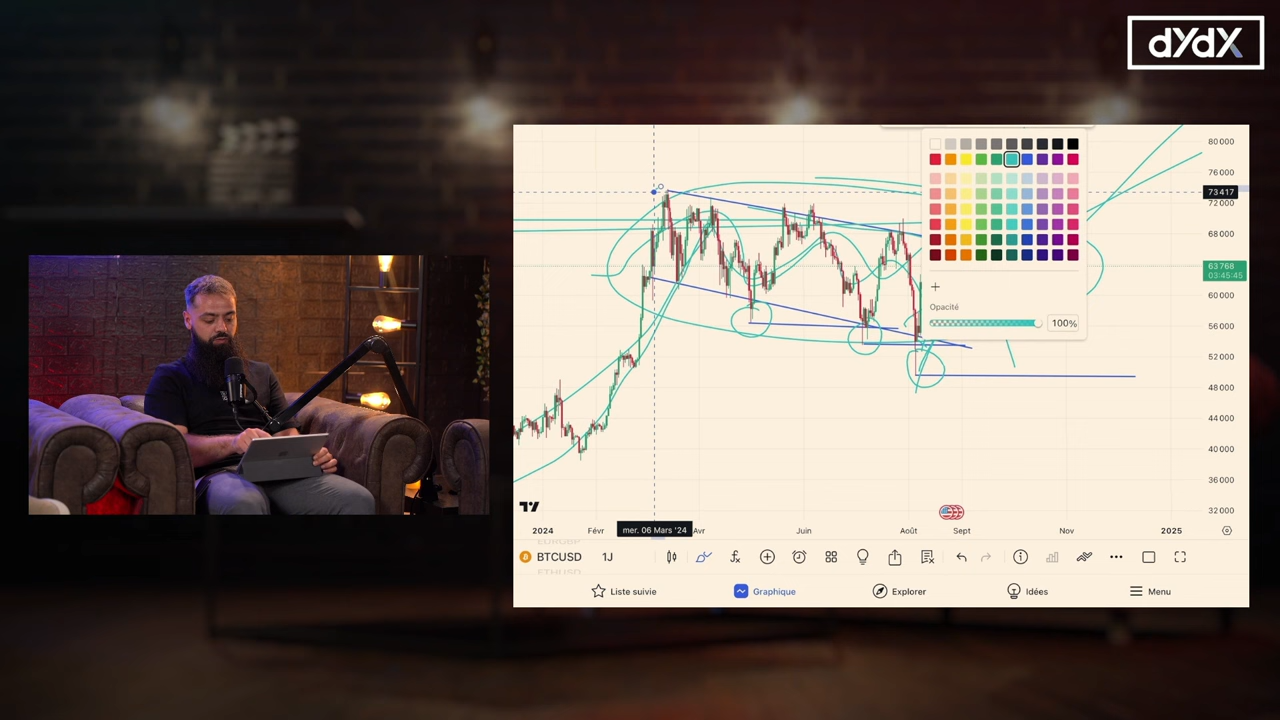 dYdX
80000
76000
73417
72000
68000
63768
03:45:45
60000
56000
52000
48000
44000
40000
36000
32000
Opacité
100%
2024
Févr
mer. 06 Mars '24
Avr
Juin
Août
Sept
Nov
2025
BTCUSD
1J
Liste suivie
Graphique
Explorer
Idées
Menu